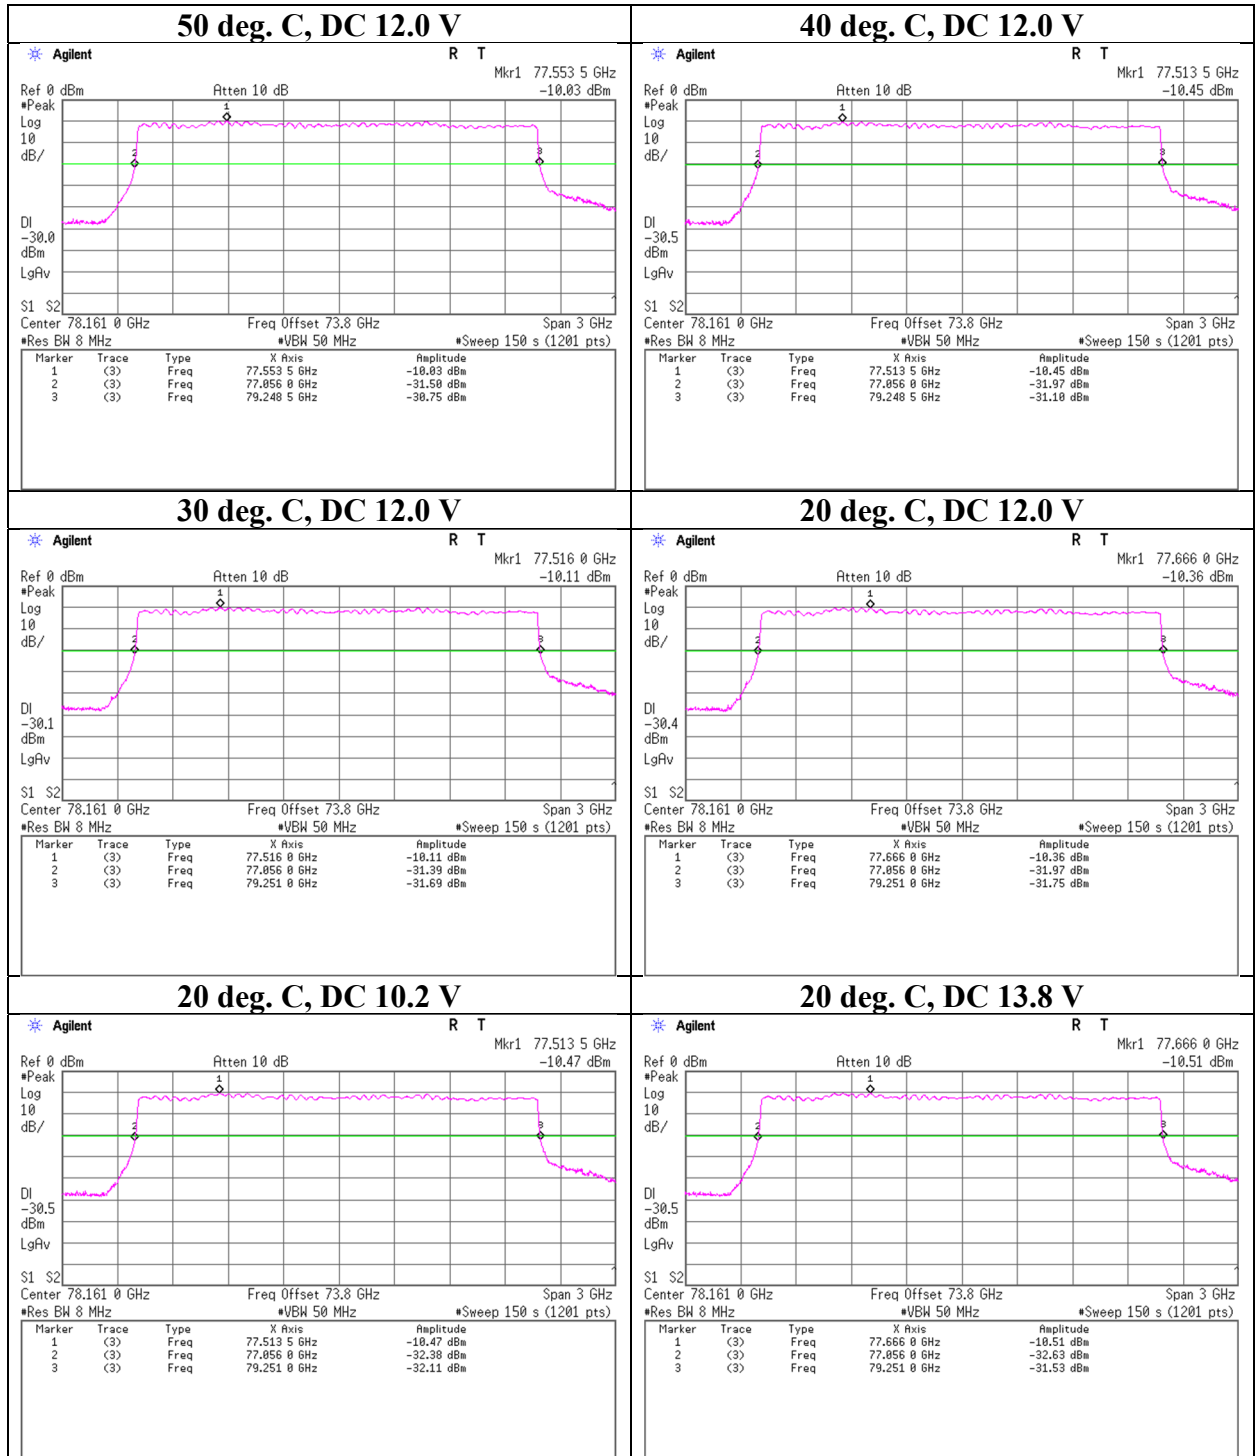 50 deg. C, DC 12.0 V
Agilent
R T
Mkr1 77.553 5 GHz
Ref 0 dBm Atten 10 dB -10.03 dBm
#Peak
Log
10
dB/
1
2
3
DI
-30.0
dBm
LgAv
S1 S2
Center 78.161 0 GHz Freq Offset 73.8 GHz Span 3 GHz
#Res BW 8 MHz #VBW 50 MHz #Sweep 150 s (1201 pts)
Marker Trace Type X Axis Amplitude
1 (3) Freq 77.553 5 GHz -10.03 dBm
2 (3) Freq 77.056 0 GHz -31.50 dBm
3 (3) Freq 79.248 5 GHz -30.75 dBm
40 deg. C, DC 12.0 V
Agilent
R T
Mkr1 77.513 5 GHz
Ref 0 dBm Atten 10 dB -10.45 dBm
#Peak
Log
10
dB/
1
2
3
DI
-30.5
dBm
LgAv
S1 S2
Center 78.161 0 GHz Freq Offset 73.8 GHz Span 3 GHz
#Res BW 8 MHz #VBW 50 MHz #Sweep 150 s (1201 pts)
Marker Trace Type X Axis Amplitude
1 (3) Freq 77.513 5 GHz -10.45 dBm
2 (3) Freq 77.056 0 GHz -31.97 dBm
3 (3) Freq 79.248 5 GHz -31.10 dBm
30 deg. C, DC 12.0 V
Agilent
R T
Mkr1 77.516 0 GHz
Ref 0 dBm Atten 10 dB -10.11 dBm
#Peak
Log
10
dB/
1
2
3
DI
-30.1
dBm
LgAv
S1 S2
Center 78.161 0 GHz Freq Offset 73.8 GHz Span 3 GHz
#Res BW 8 MHz #VBW 50 MHz #Sweep 150 s (1201 pts)
Marker Trace Type X Axis Amplitude
1 (3) Freq 77.516 0 GHz -10.11 dBm
2 (3) Freq 77.056 0 GHz -31.39 dBm
3 (3) Freq 79.251 0 GHz -31.69 dBm
20 deg. C, DC 12.0 V
Agilent
R T
Mkr1 77.666 0 GHz
Ref 0 dBm Atten 10 dB -10.36 dBm
#Peak
Log
10
dB/
1
2
3
DI
-30.4
dBm
LgAv
S1 S2
Center 78.161 0 GHz Freq Offset 73.8 GHz Span 3 GHz
#Res BW 8 MHz #VBW 50 MHz #Sweep 150 s (1201 pts)
Marker Trace Type X Axis Amplitude
1 (3) Freq 77.666 0 GHz -10.36 dBm
2 (3) Freq 77.056 0 GHz -31.97 dBm
3 (3) Freq 79.251 0 GHz -31.75 dBm
20 deg. C, DC 10.2 V
Agilent
R T
Mkr1 77.513 5 GHz
Ref 0 dBm Atten 10 dB -10.47 dBm
#Peak
Log
10
dB/
1
2
3
DI
-30.5
dBm
LgAv
S1 S2
Center 78.161 0 GHz Freq Offset 73.8 GHz Span 3 GHz
#Res BW 8 MHz #VBW 50 MHz #Sweep 150 s (1201 pts)
Marker Trace Type X Axis Amplitude
1 (3) Freq 77.513 5 GHz -10.47 dBm
2 (3) Freq 77.056 0 GHz -32.38 dBm
3 (3) Freq 79.251 0 GHz -32.11 dBm
20 deg. C, DC 13.8 V
Agilent
R T
Mkr1 77.666 0 GHz
Ref 0 dBm Atten 10 dB -10.51 dBm
#Peak
Log
10
dB/
1
2
3
DI
-30.5
dBm
LgAv
S1 S2
Center 78.161 0 GHz Freq Offset 73.8 GHz Span 3 GHz
#Res BW 8 MHz #VBW 50 MHz #Sweep 150 s (1201 pts)
Marker Trace Type X Axis Amplitude
1 (3) Freq 77.666 0 GHz -10.51 dBm
2 (3) Freq 77.056 0 GHz -32.63 dBm
3 (3) Freq 79.251 0 GHz -31.53 dBm